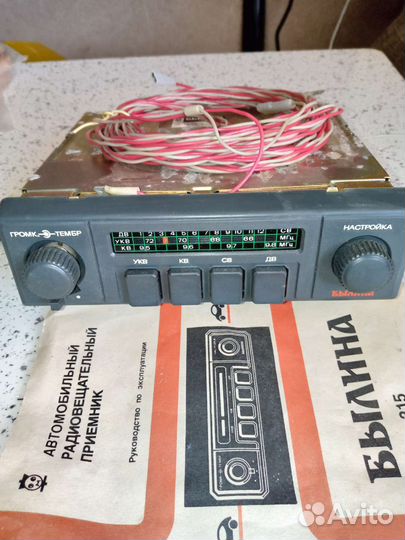 ГРОМК. ТЕМБР
ДВ 1 2 3 4 5 6 7 8 9 10 11 12 СВ
УКВ 72 70 68 66 МГц
КВ 9,5 9,6 9,7 9,8 МГц
НАСТРОЙКА
УКВ КВ СВ ДВ
Былина
АВТОМОБИЛЬНЫЙ
РАДИОВЕЩАТЕЛЬНЫЙ
ПРИЕМНИК
Руководство по эксплуатации
БЫЛИНА
315
Avito